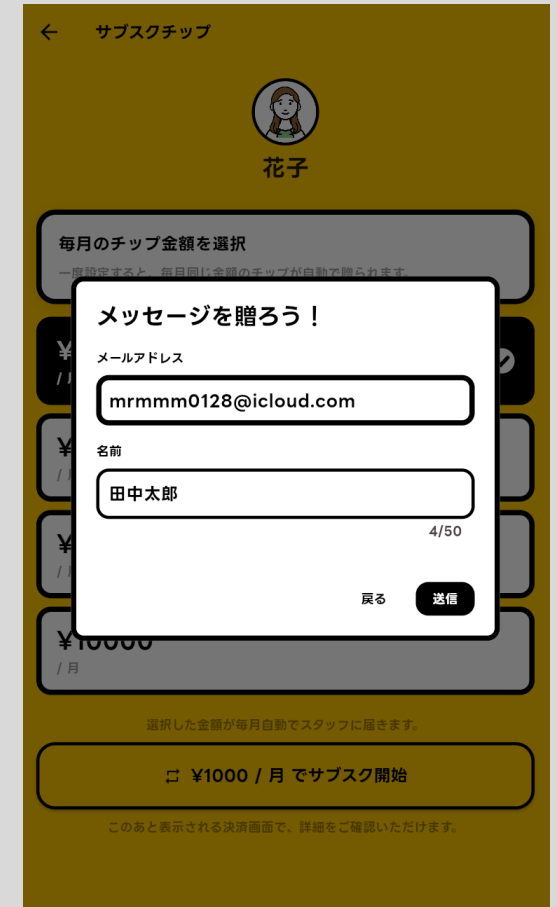 サブスクチップ
花子
毎月のチップ金額を選択
一度設定すると、毎月同じ金額のチップが自動で贈られます。
メッセージを贈ろう！
メールアドレス
mrmmm0128@icloud.com
名前
田中太郎
4/50
戻る
送信
¥
/ 月
¥
/ 月
¥
/ 月
¥10000
/ 月
選択した金額が毎月自動でスタッフに届きます。
¥1000 / 月 でサブスク開始
このあと表示される決済画面で、詳細をご確認いただけます。